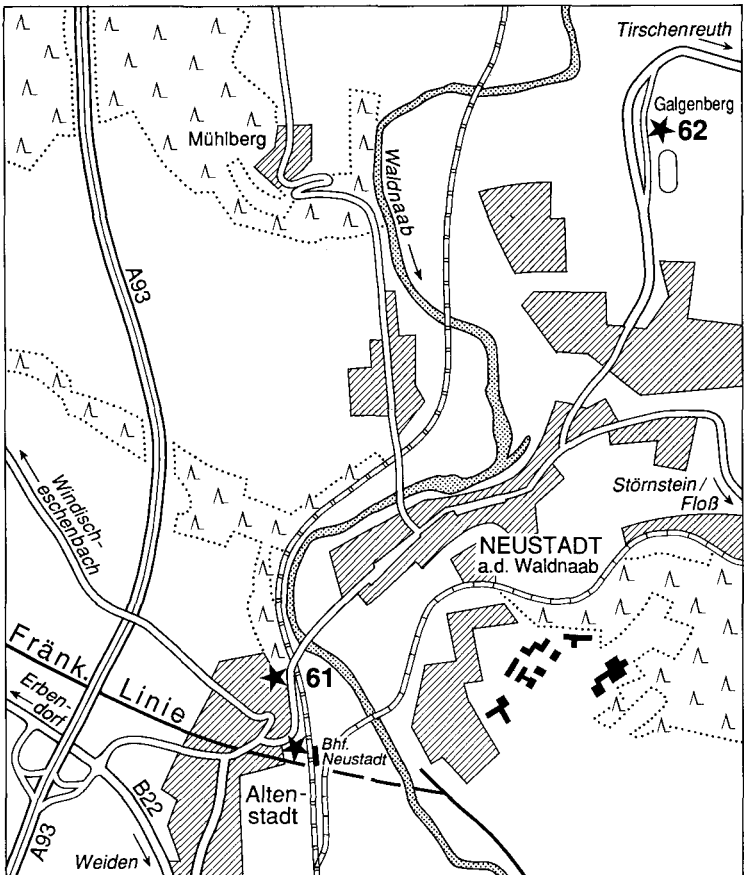 Tirschenreuth
Galgenberg
62
Mühlberg
Waldnaab
A93
Störnstein/
Floß
Windisch-
eschenbach
NEUSTADT
a.d. Waldnaab
Fränk. Linie
61
Erben-
dorf
Bhf.
Neustadt
B22
Alten-
stadt
A93
Weiden